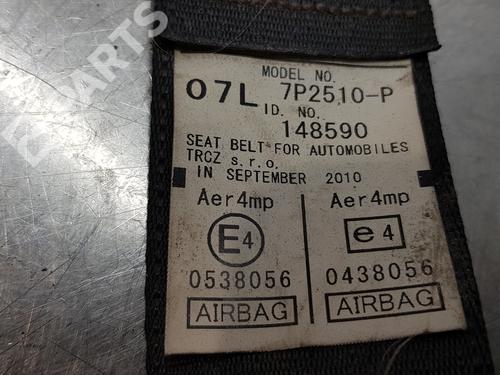 MODEL NO.
07L 7P2510-P
ID. NO.
148590
SEAT BELT FOR AUTOMOBILES
TRCZ s.r.o.
IN SEPTEMBER 2010
Aer4mp Aer4mp
E4 e4
0538056 0438056
AIRBAG AIRBAG
PARTS